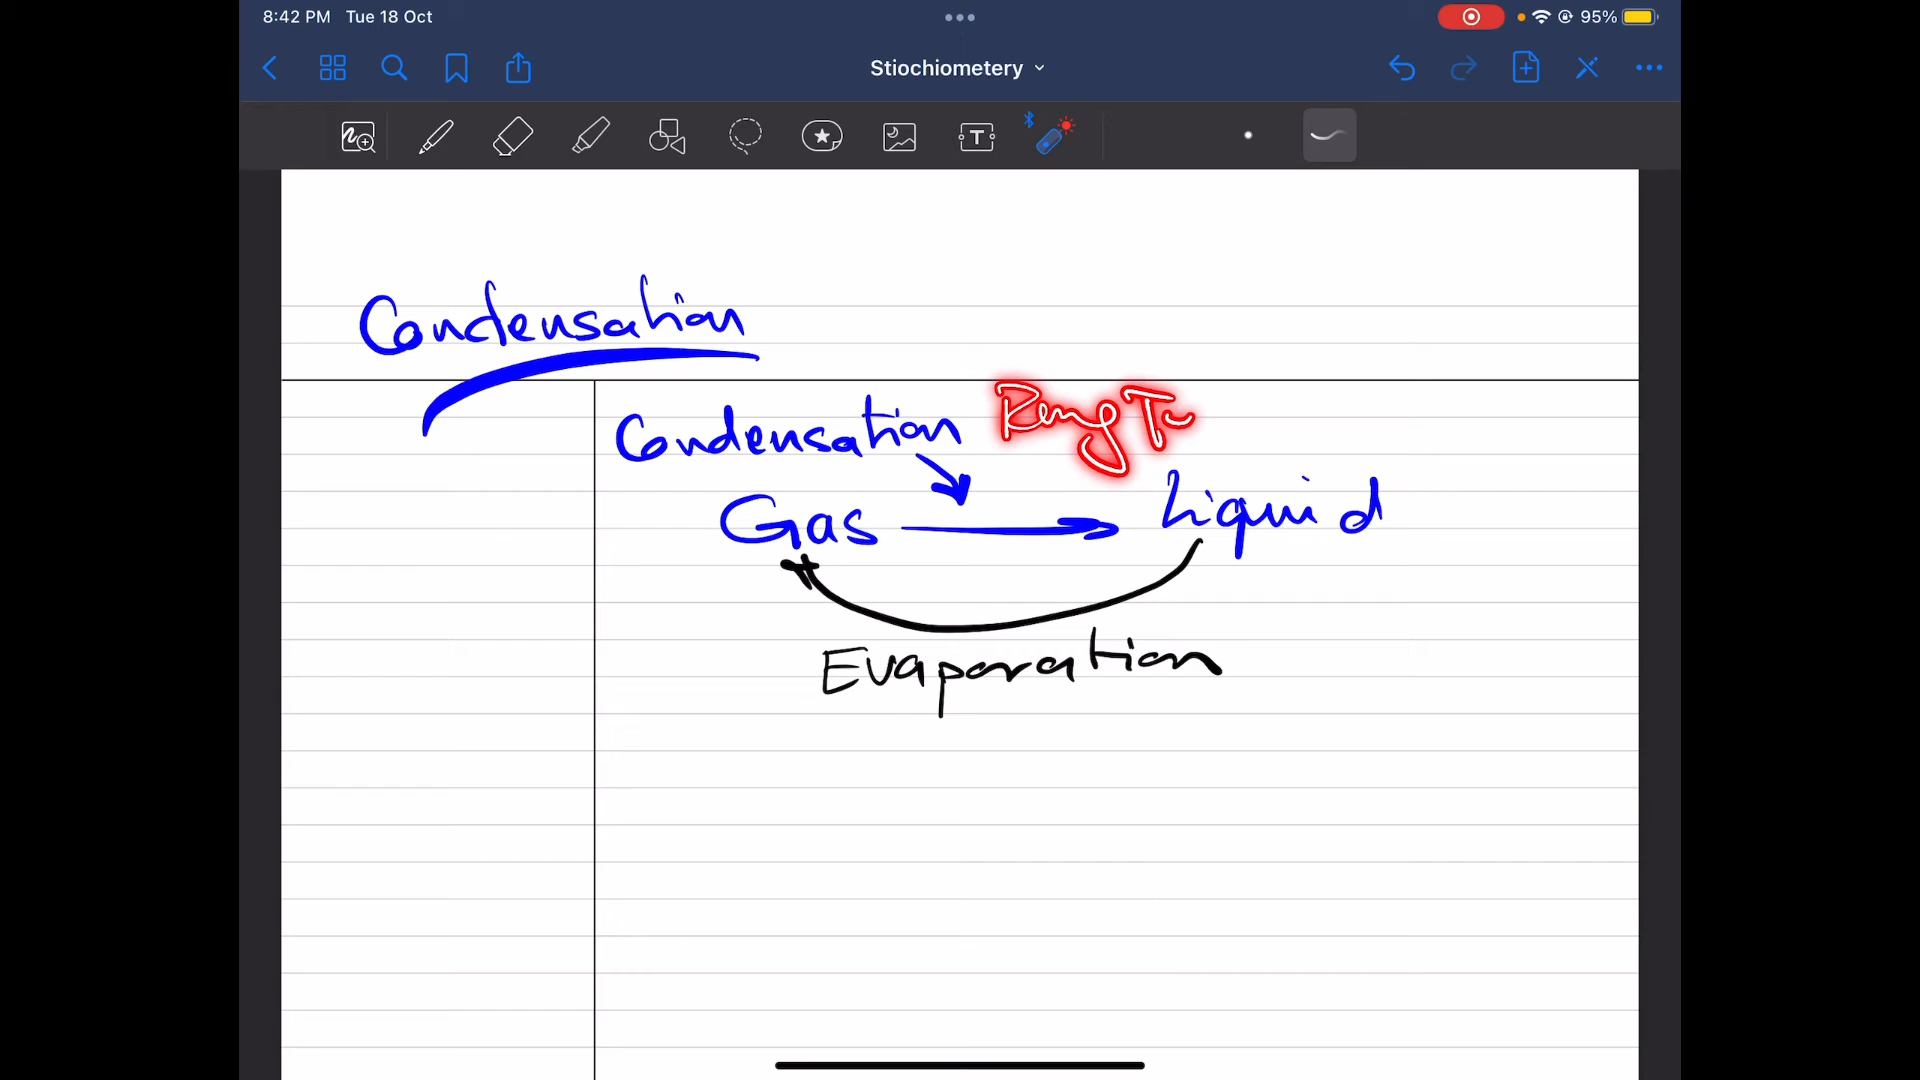 8:42 PM Tue 18 Oct 95%
Stiochiometery
T
Condensation
Condensation
Gas Liquid
Evaporation